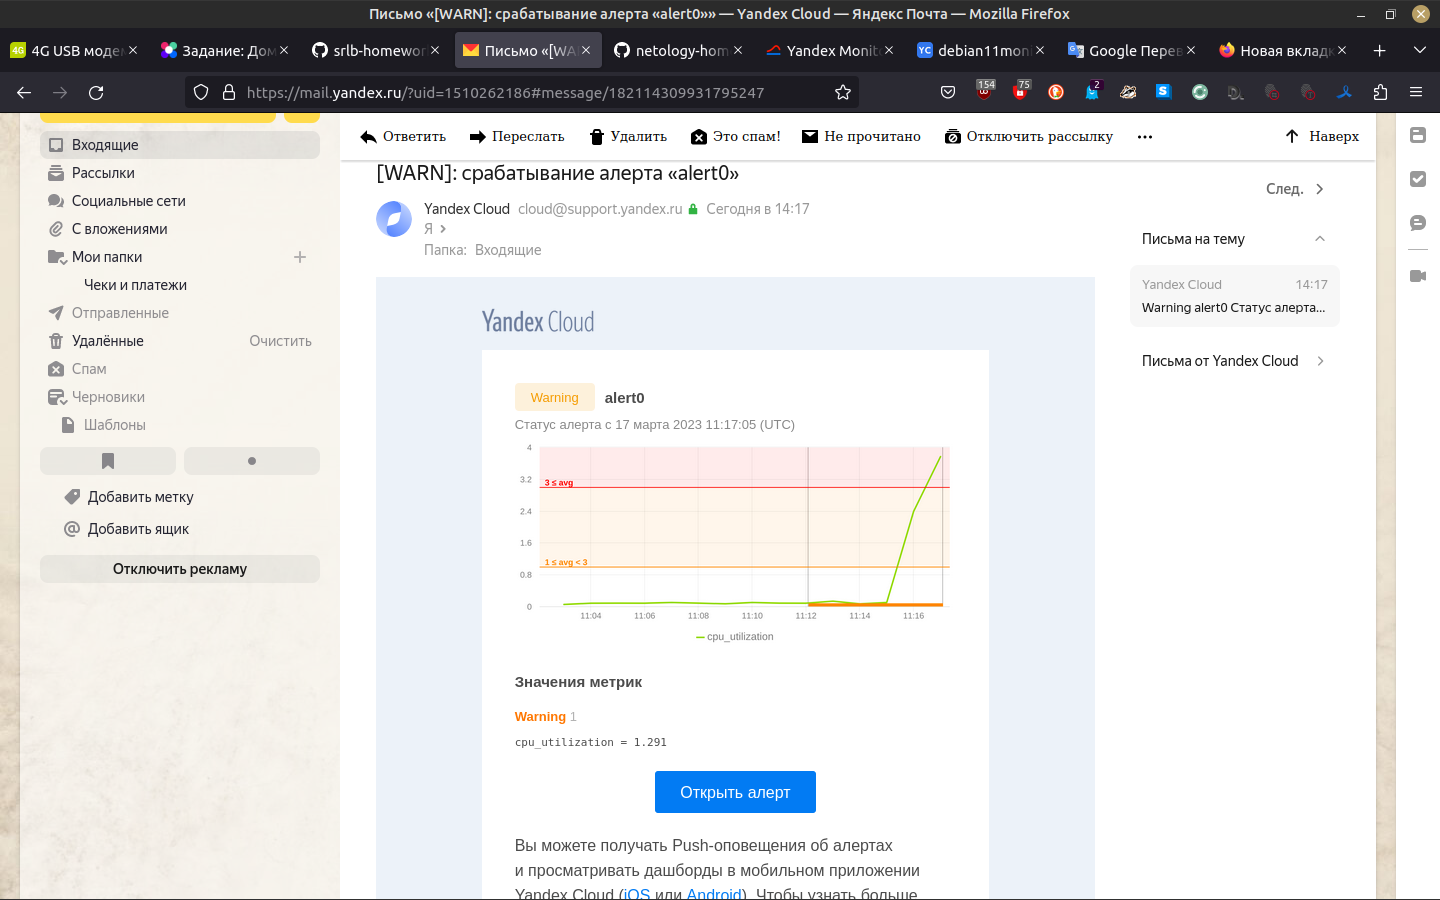 Письмо «[WARN]: срабатывание алерта «alert0»» — Yandex Cloud — Яндекс Почта — Mozilla Firefox
4G USB модем
Задание: Дом
srlb-homewor
Письмо «[WA
netology-hom
Yandex Monit
debian11moni
Google Перев
Новая вкладк
https://mail.yandex.ru/?uid=1510262186#message/182114309931795247
154
75
2
Входящие
Рассылки
Социальные сети
С вложениями
Мои папки
Чеки и платежи
Отправленные
Удалённые
Очистить
Спам
Черновики
Шаблоны
Добавить метку
Добавить ящик
Отключить рекламу
Ответить
Переслать
Удалить
Это спам!
Не прочитано
Отключить рассылку
Наверх
[WARN]: срабатывание алерта «alert0»
Yandex Cloud cloud@support.yandex.ru Сегодня в 14:17
Я
Папка: Входящие
След.
Письма на тему
Yandex Cloud 14:17
Warning alert0 Статус алерта...
Письма от Yandex Cloud
Yandex Cloud
Warning alert0
Статус алерта с 17 марта 2023 11:17:05 (UTC)
4
3.2
2.4
1.6
0.8
0
3 ≤ avg
1 ≤ avg < 3
11:04 11:06 11:08 11:10 11:12 11:14 11:16
cpu_utilization
Значения метрик
Warning 1
cpu_utilization = 1.291
Открыть алерт
Вы можете получать Push-оповещения об алертах
и просматривать дашборды в мобильном приложении
Yandex Cloud (iOS или Android). Чтобы узнать больше